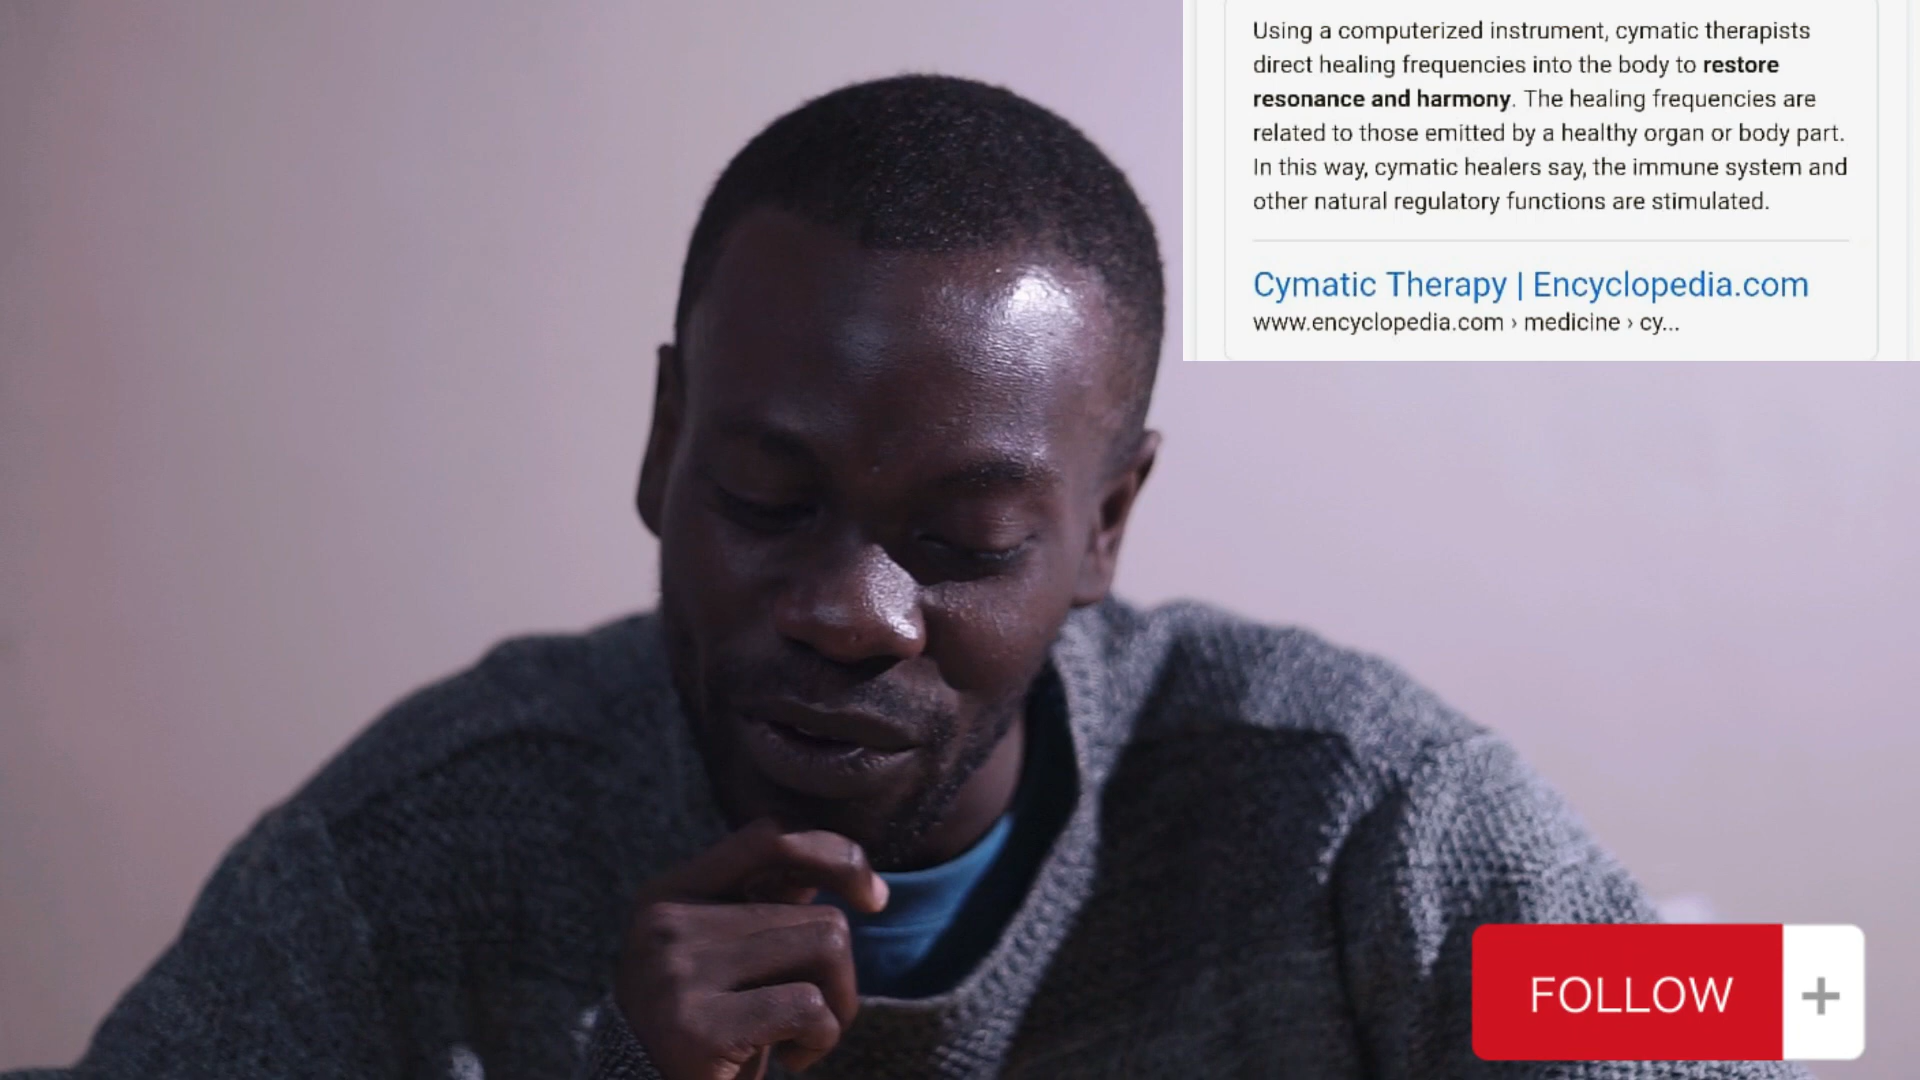 Using a computerized instrument, cymatic therapists
direct healing frequencies into the body to restore
resonance and harmony. The healing frequencies are
related to those emitted by a healthy organ or body part.
In this way, cymatic healers say, the immune system and
other natural regulatory functions are stimulated.
Cymatic Therapy | Encyclopedia.com
www.encyclopedia.com › medicine › cy...
FOLLOW +